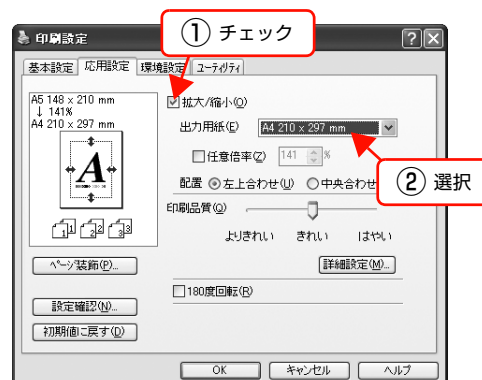 ① チェック
印刷設定
基本設定 応用設定 環境設定 ユーティリティ
A5 148 x 210 mm
↓ 141%
A4 210 x 297 mm
拡大/縮小(O)
出力用紙(E) A4 210 x 297 mm
任意倍率(Z) 141 %
② 選択
配置 左上合わせ(U) 中央合わせ
印刷品質(Q)
よりきれい きれい はやい
A
1 1 2 2 3 3
ページ装飾(P)...
詳細設定(M)...
180度回転(R)
設定確認(N)...
初期値に戻す(D)
OK キャンセル ヘルプ